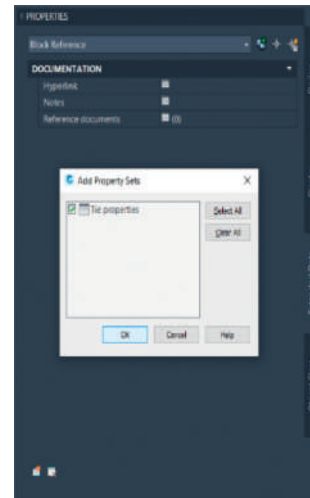 PROPERTIES
Block Reference
DOCUMENTATION
Hyperlink
Notes
Reference documents (0)
Add Property Sets
Tie properties
Select All
Clear All
OK Cancel Help